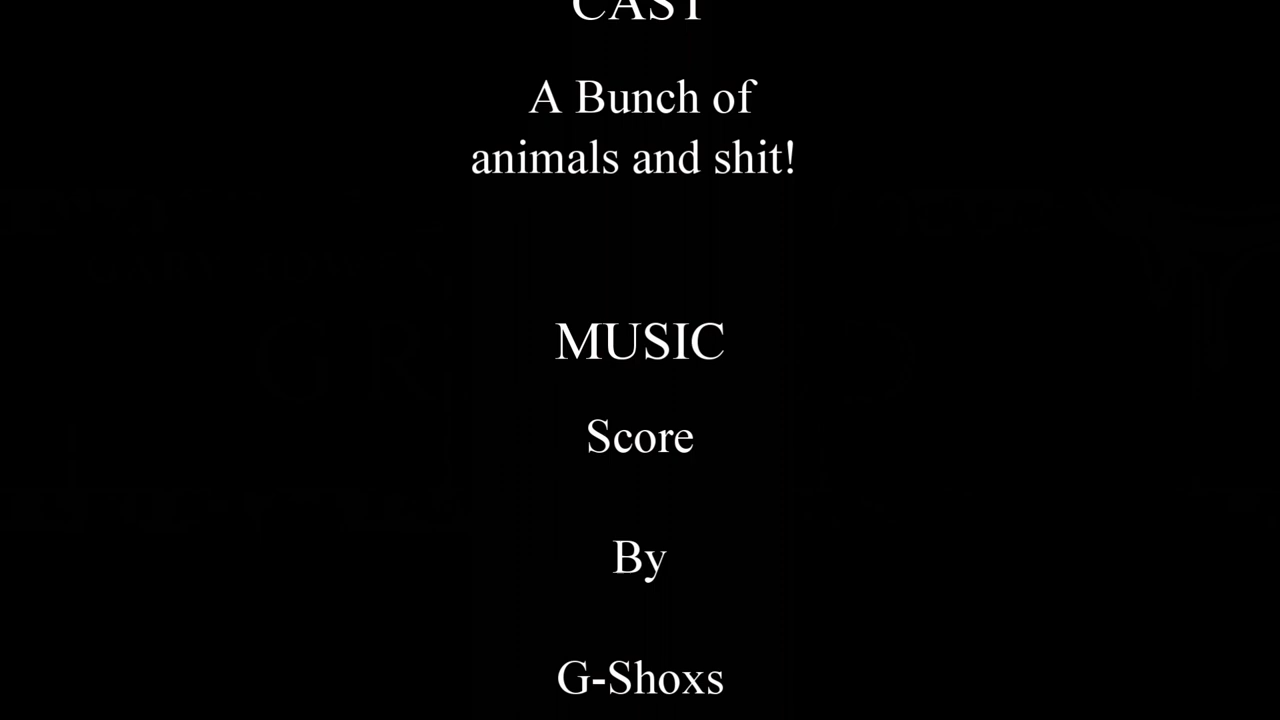 CAST
A Bunch of
animals and shit!
MUSIC
Score
By
G-Shoxs